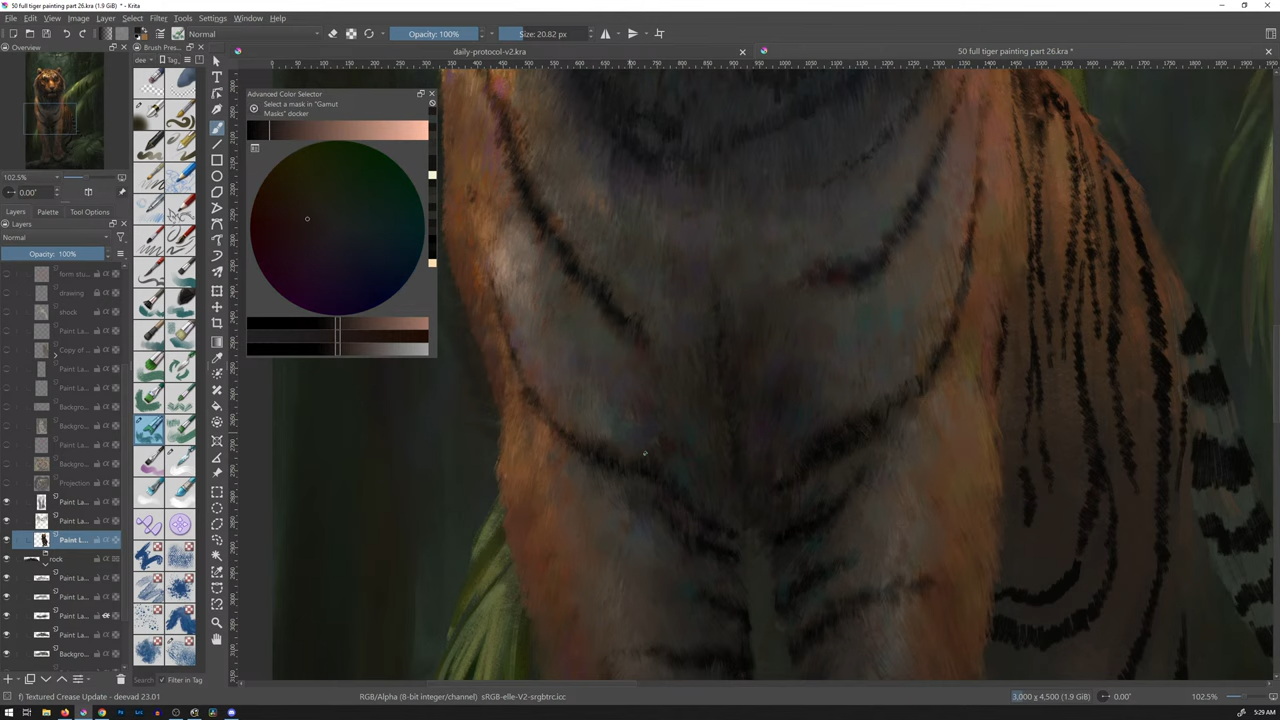 50 full tiger painting part 26.kra (1.9 GiB) * - Krita
File Edit View Image Layer Select Filter Tools Settings Window Help
Normal
Opacity: 100%
Size: 20.82 px
Overview
Brush Presets
daily-protocol-v2.kra
50 full tiger painting part 26.kra *
dee
Tag
Advanced Color Selector
Select a mask in "Gamut
Masks" docker
102.5%
0.00°
Layers Palette Tool Options
Layers
Normal
Opacity: 100%
form stu...
drawing
shock
Paint La...
Copy of ...
Paint La...
Paint La...
Backgro...
Backgro...
Paint La...
Backgro...
Projection
Paint La...
Paint La...
Paint L...
rock
Paint La...
Paint La...
Paint La...
Paint La...
Backgro...
Search Filter in Tag
f) Textured Crease Update - deevad 23.01
RGB/Alpha (8-bit integer/channel) sRGB-elle-V2-srgbtrc.icc
3,000 x 4,500 (1.9 GiB)
0.00°
102.5%
5:29 AM